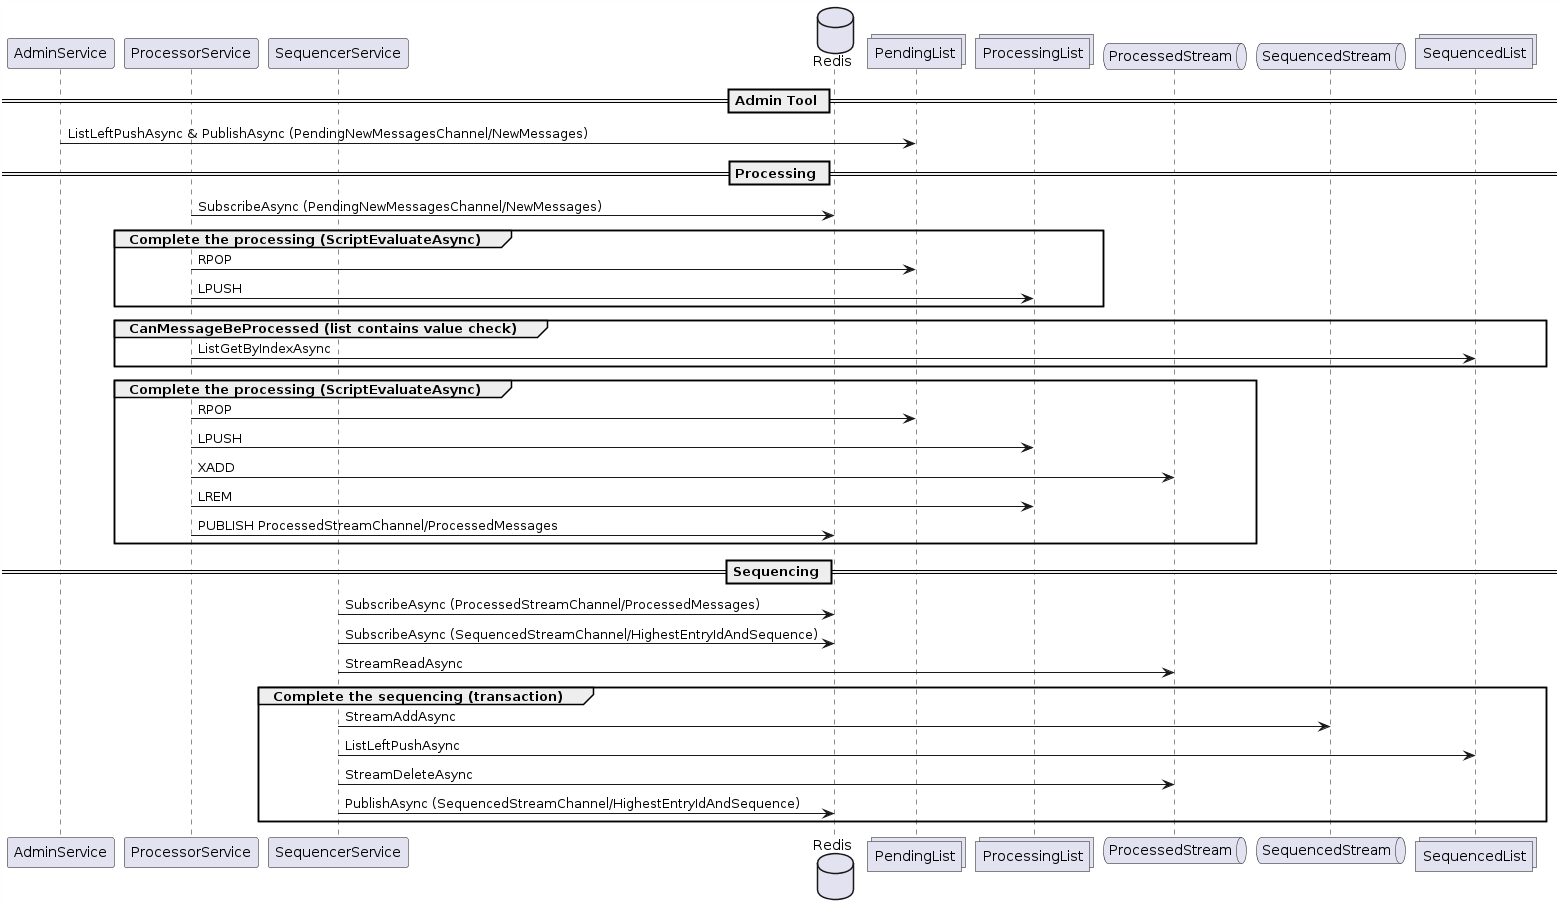 Redis
AdminService
ProcessorService
SequencerService
PendingList
ProcessingList
ProcessedStream
SequencedStream
SequencedList
Admin Tool
ListLeftPushAsync & PublishAsync (PendingNewMessagesChannel/NewMessages)
Processing
SubscribeAsync (PendingNewMessagesChannel/NewMessages)
Complete the processing (ScriptEvaluateAsync)
RPOP
LPUSH
CanMessageBeProcessed (list contains value check)
ListGetByIndexAsync
Complete the processing (ScriptEvaluateAsync)
RPOP
LPUSH
XADD
LREM
PUBLISH ProcessedStreamChannel/ProcessedMessages
Sequencing
SubscribeAsync (ProcessedStreamChannel/ProcessedMessages)
SubscribeAsync (SequencedStreamChannel/HighestEntryIdAndSequence)
StreamReadAsync
Complete the sequencing (transaction)
StreamAddAsync
ListLeftPushAsync
StreamDeleteAsync
PublishAsync (SequencedStreamChannel/HighestEntryIdAndSequence)
AdminService
ProcessorService
SequencerService
Redis
PendingList
ProcessingList
ProcessedStream
SequencedStream
SequencedList